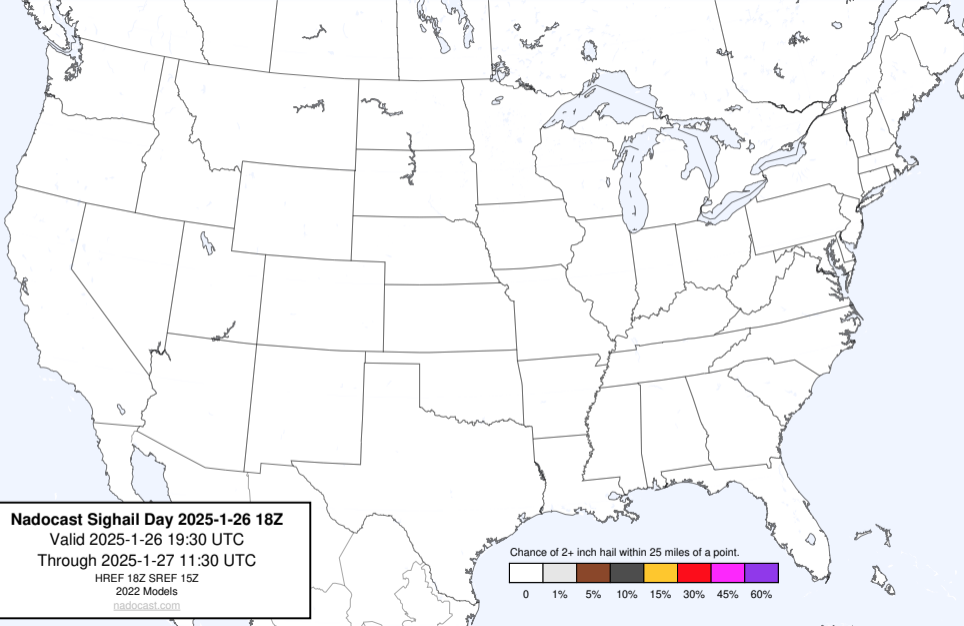 Nadocast Sighail Day 2025-1-26 18Z
Valid 2025-1-26 19:30 UTC
Through 2025-1-27 11:30 UTC
HREF 18Z SREF 15Z
2022 Models
nadocast.com
Chance of 2+ inch hail within 25 miles of a point.
0 1% 5% 10% 15% 30% 45% 60%